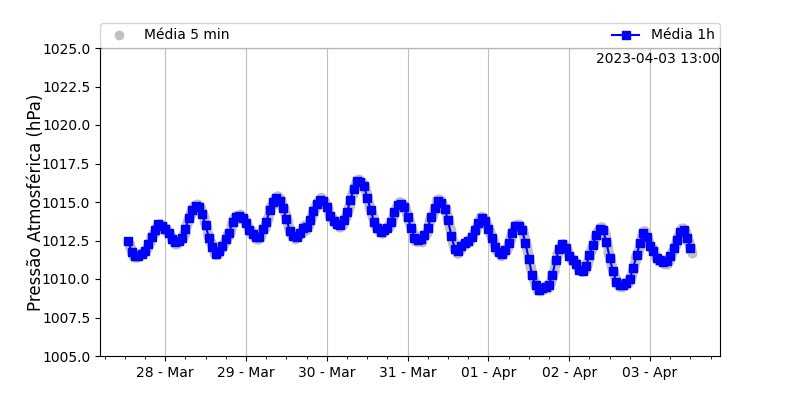 Média 5 min
Média 1h
2023-04-03 13:00
Pressão Atmosférica (hPa)
1025.0
1022.5
1020.0
1017.5
1015.0
1012.5
1010.0
1007.5
1005.0
28 - Mar
29 - Mar
30 - Mar
31 - Mar
01 - Apr
02 - Apr
03 - Apr